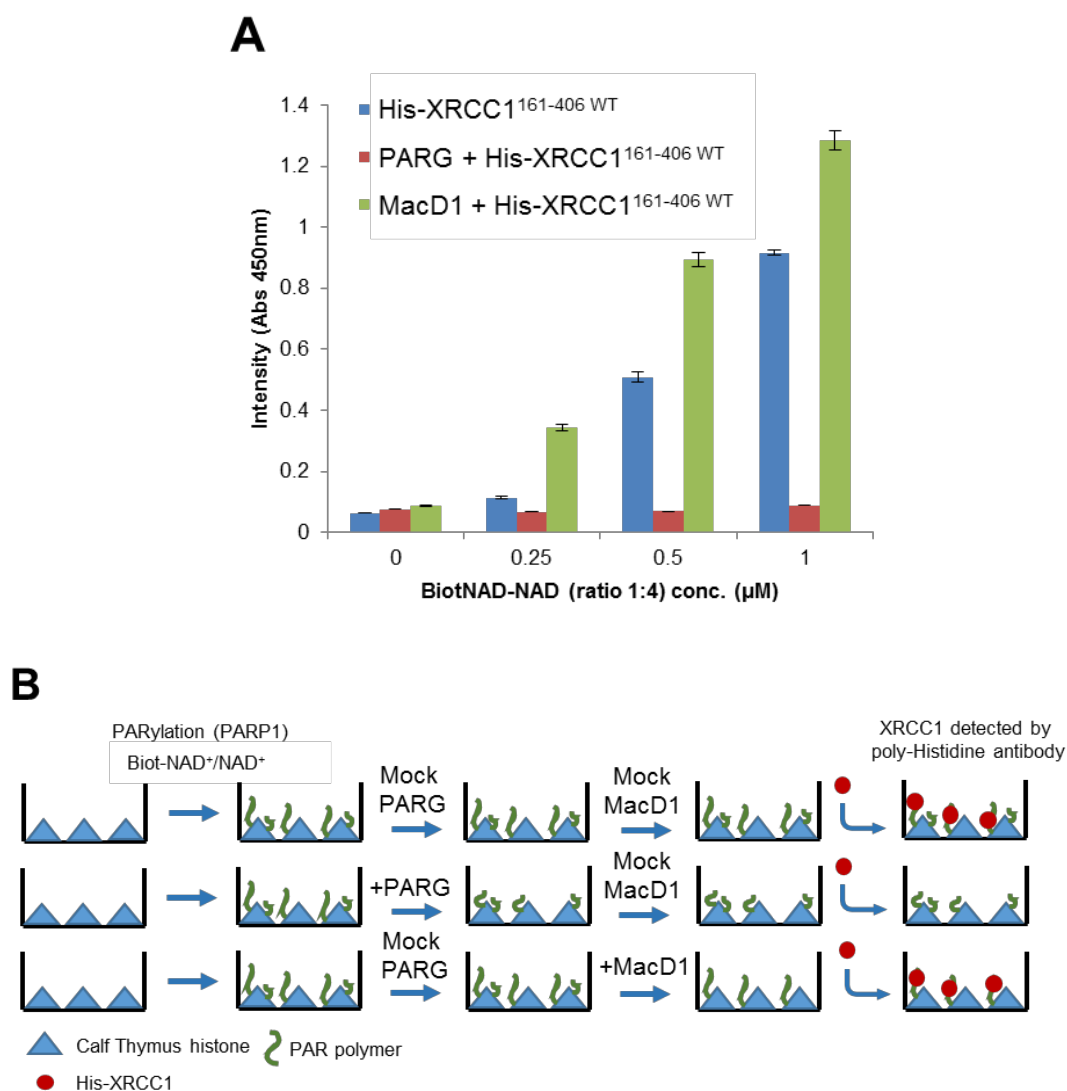 A
His-XRCC1161-406 WT
PARG + His-XRCC1161-406 WT
MacD1 + His-XRCC1161-406 WT
1.4
1.2
1
0.8
0.6
0.4
0.2
0
Intensity (Abs 450nm)
0 0.25 0.5 1
BiotNAD-NAD (ratio 1:4) conc. (µM)
B
PARylation (PARP1)
Biot-NAD+/NAD+
Mock
PARG
Mock
MacD1
XRCC1 detected by
poly-Histidine antibody
+PARG
Mock
MacD1
Mock
PARG
+MacD1
Calf Thymus histone
PAR polymer
His-XRCC1